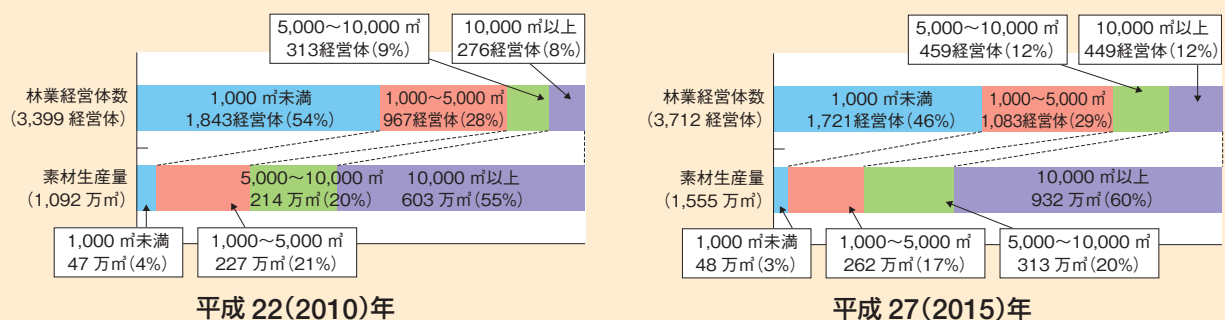 5,000～10,000 ㎥
313経営体(9%)
10,000 ㎥以上
276経営体(8%)
林業経営体数
(3,399 経営体)
1,000 ㎥未満
1,843経営体(54%)
1,000～5,000 ㎥
967経営体(28%)
素材生産量
(1,092 万㎥)
5,000～10,000 ㎥
214 万㎥(20%)
10,000 ㎥以上
603 万㎥(55%)
1,000 ㎥未満
47 万㎥(4%)
1,000～5,000 ㎥
227 万㎥(21%)
平成 22(2010)年
5,000～10,000 ㎥
459経営体(12%)
10,000 ㎥以上
449経営体(12%)
林業経営体数
(3,712 経営体)
1,000 ㎥未満
1,721経営体(46%)
1,000～5,000 ㎥
1,083経営体(29%)
素材生産量
(1,555 万㎥)
10,000 ㎥以上
932 万㎥(60%)
1,000 ㎥未満
48 万㎥(3%)
1,000～5,000 ㎥
262 万㎥(17%)
5,000～10,000 ㎥
313 万㎥(20%)
平成 27(2015)年